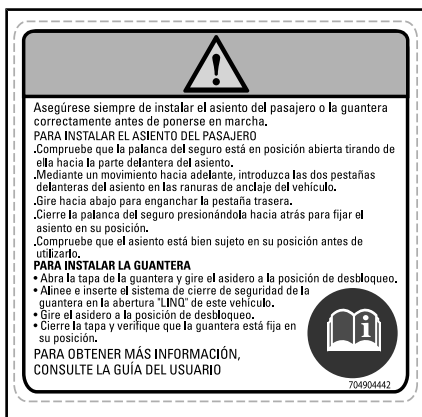 Asegúrese siempre de instalar el asiento del pasajero o la guantera
correctamente antes de ponerse en marcha.
PARA INSTALAR EL ASIENTO DEL PASAJERO
.Compruebe que la palanca del seguro está en posición abierta tirando de
ella hacia la parte delantera del asiento.
.Mediante un movimiento hacia adelante, introduzca las dos pestañas
delanteras del asiento en las ranuras de anclaje del vehículo.
.Gire hacia abajo para enganchar la pestaña trasera.
.Cierre la palanca del seguro presionándola hacia atrás para fijar el
asiento en su posición.
.Compruebe que el asiento está bien sujeto en su posición antes de
utilizarlo.
PARA INSTALAR LA GUANTERA
• Abra la tapa de la guantera y gire el asidero a la posición de desbloqueo.
• Alinee e inserte el sistema de cierre de seguridad de la
guantera en la abertura "LINQ" de este vehículo.
• Gire el asidero a la posición de desbloqueo.
• Cierre la tapa y verifique que la guantera está fija en
su posición.
PARA OBTENER MÁS INFORMACIÓN,
CONSULTE LA GUÍA DEL USUARIO
704904442